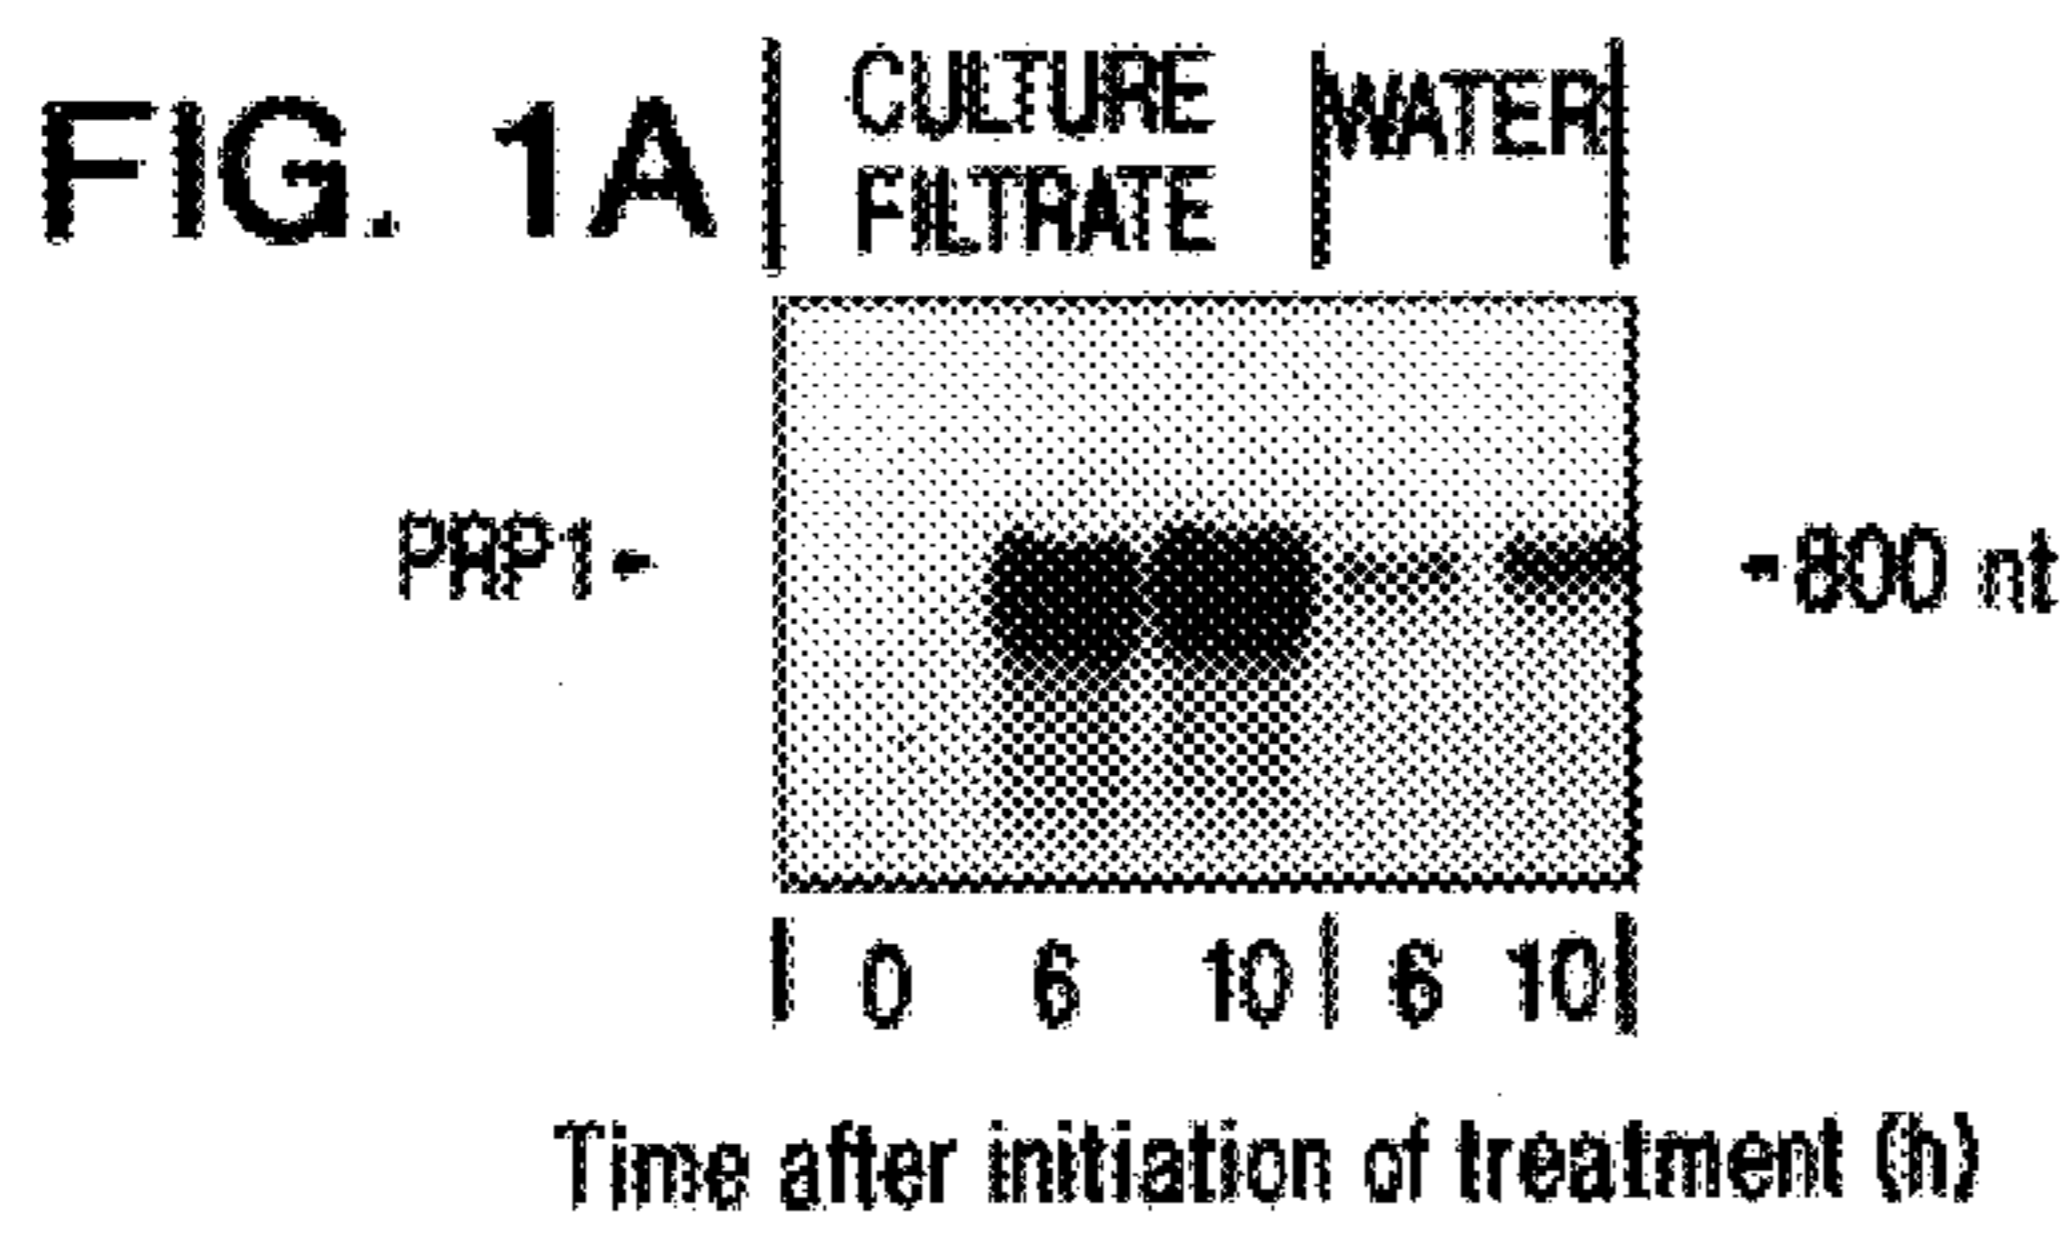 FIG. 1A
CULTURE FILTRATE
WATER
PRP1-
-800 nt
0 6 10 6 10
Time after initiation of treatment (h)